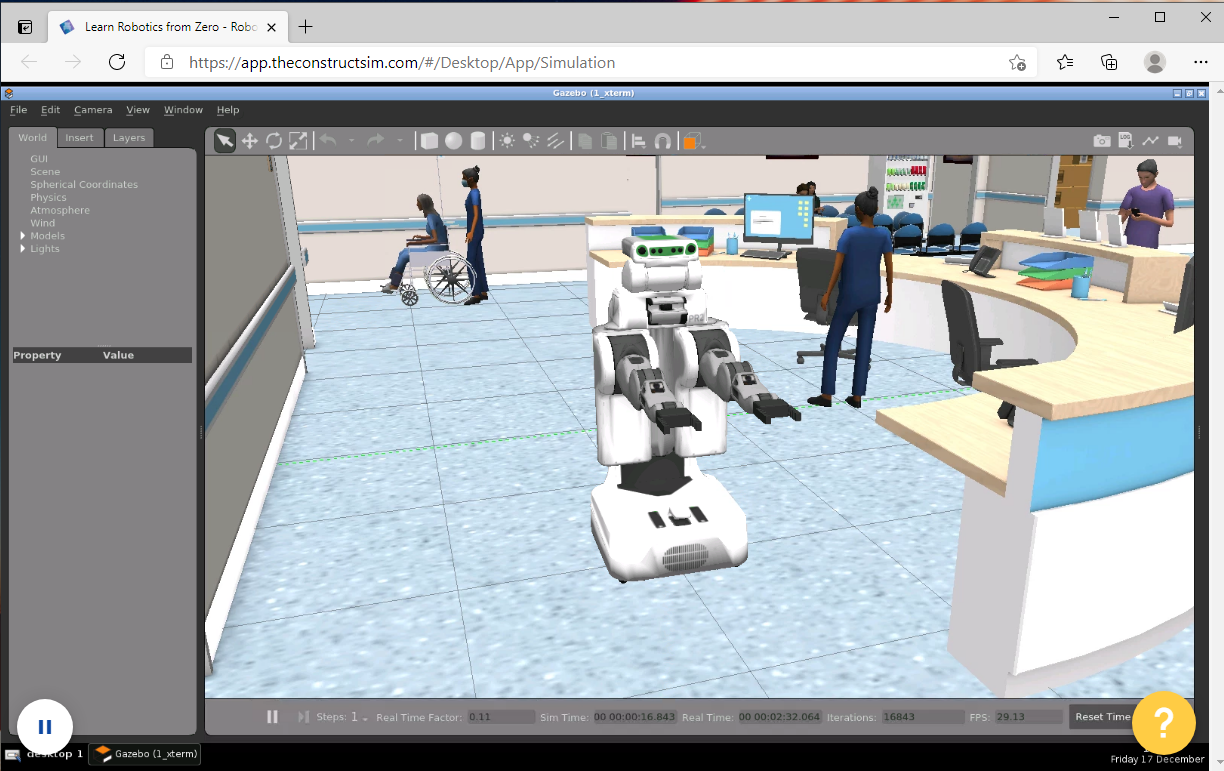 Learn Robotics from Zero - Robo
https://app.theconstructsim.com/#/Desktop/App/Simulation
Gazebo (1_xterm)
File Edit Camera View Window Help
World Insert Layers
LOG
GUI
Scene
Spherical Coordinates
Physics
Atmosphere
Wind
Models
Lights
PR2
Property Value
Steps: 1 Real Time Factor: 0.11 Sim Time: 00 00:00:16.843 Real Time: 00 00:02:32.064 Iterations: 16843 FPS: 29.13 Reset Time
?
desktop 1 Gazebo (1_xterm)
Friday 17 December